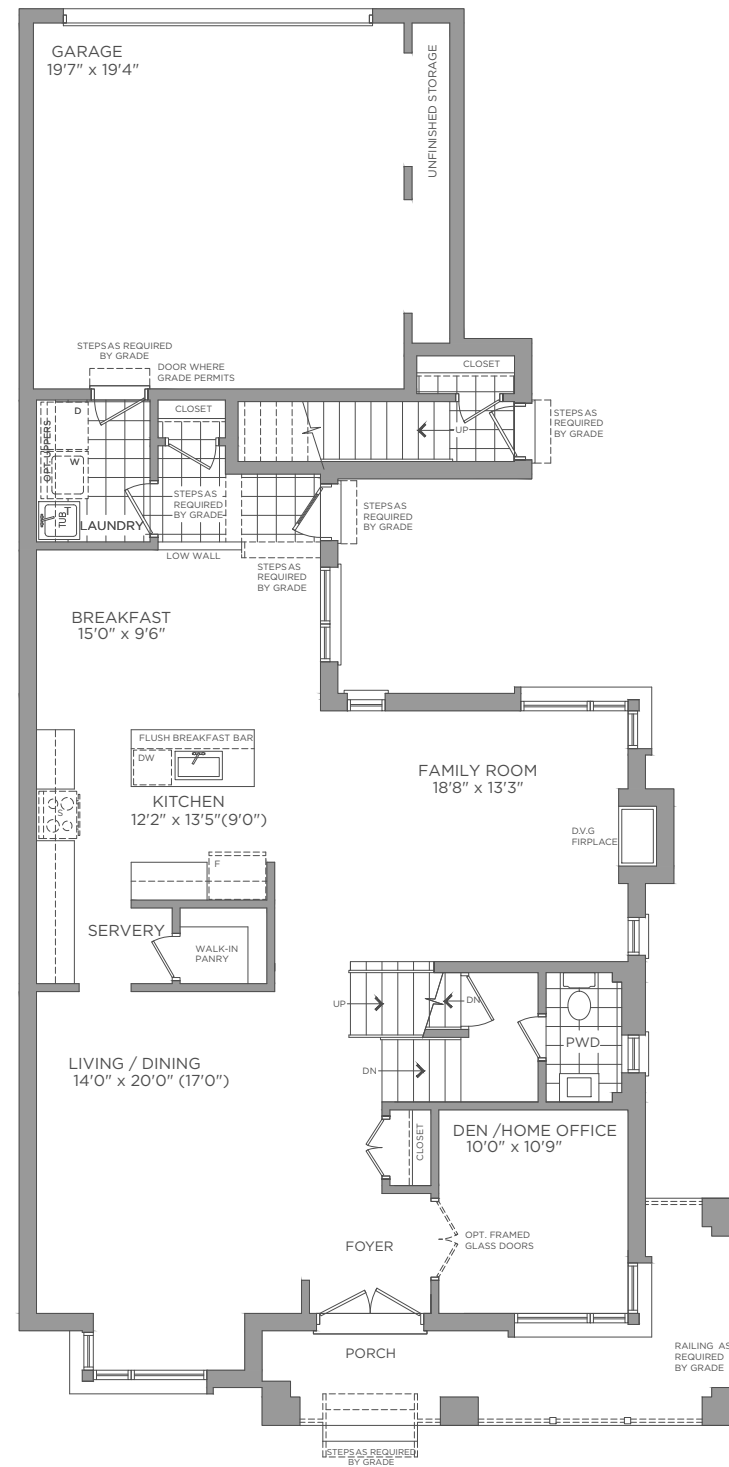 GARAGE
19'7" x 19'4"
UNFINISHED STORAGE
STEPS AS REQUIRED
BY GRADE
DOOR WHERE
GRADE PERMITS
CLOSET
CLOSET
UP
STEPS AS
REQUIRED
BY GRADE
D
W
OPT. UPPERS
TUB
T
LAUNDRY
STEPS AS
REQUIRED
BY GRADE
STEPS AS
REQUIRED
BY GRADE
LOW WALL
STEPS AS
REQUIRED
BY GRADE
BREAKFAST
15'0" x 9'6"
FLUSH BREAKFAST BAR
DW
KITCHEN
12'2" x 13'5"(9'0")
S
F
FAMILY ROOM
18'8" x 13'3"
D.V.G
FIRPLACE
SERVERY
WALK-IN
PANRY
UP
DN
DN
PWD
LIVING / DINING
14'0" x 20'0" (17'0")
CLOSET
DEN /HOME OFFICE
10'0" x 10'9"
FOYER
OPT. FRAMED
GLASS DOORS
PORCH
RAILING AS
REQUIRED
BY GRADE
STEPS AS REQUIRED
BY GRADE